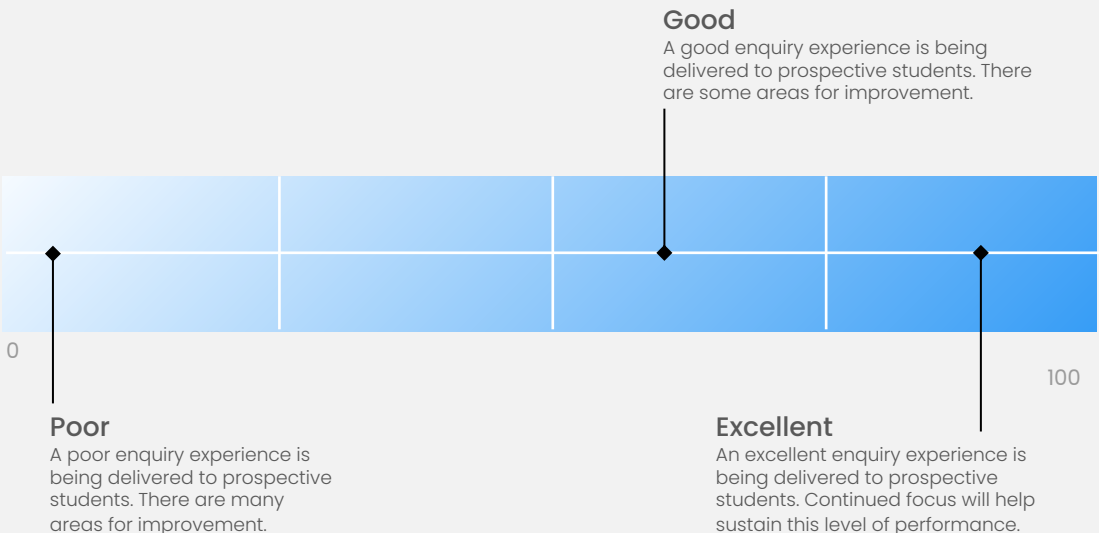 Good
A good enquiry experience is being
delivered to prospective students. There
are some areas for improvement.
0
100
Poor
A poor enquiry experience is
being delivered to prospective
students. There are many
areas for improvement.
Excellent
An excellent enquiry experience is
being delivered to prospective
students. Continued focus will help
sustain this level of performance.